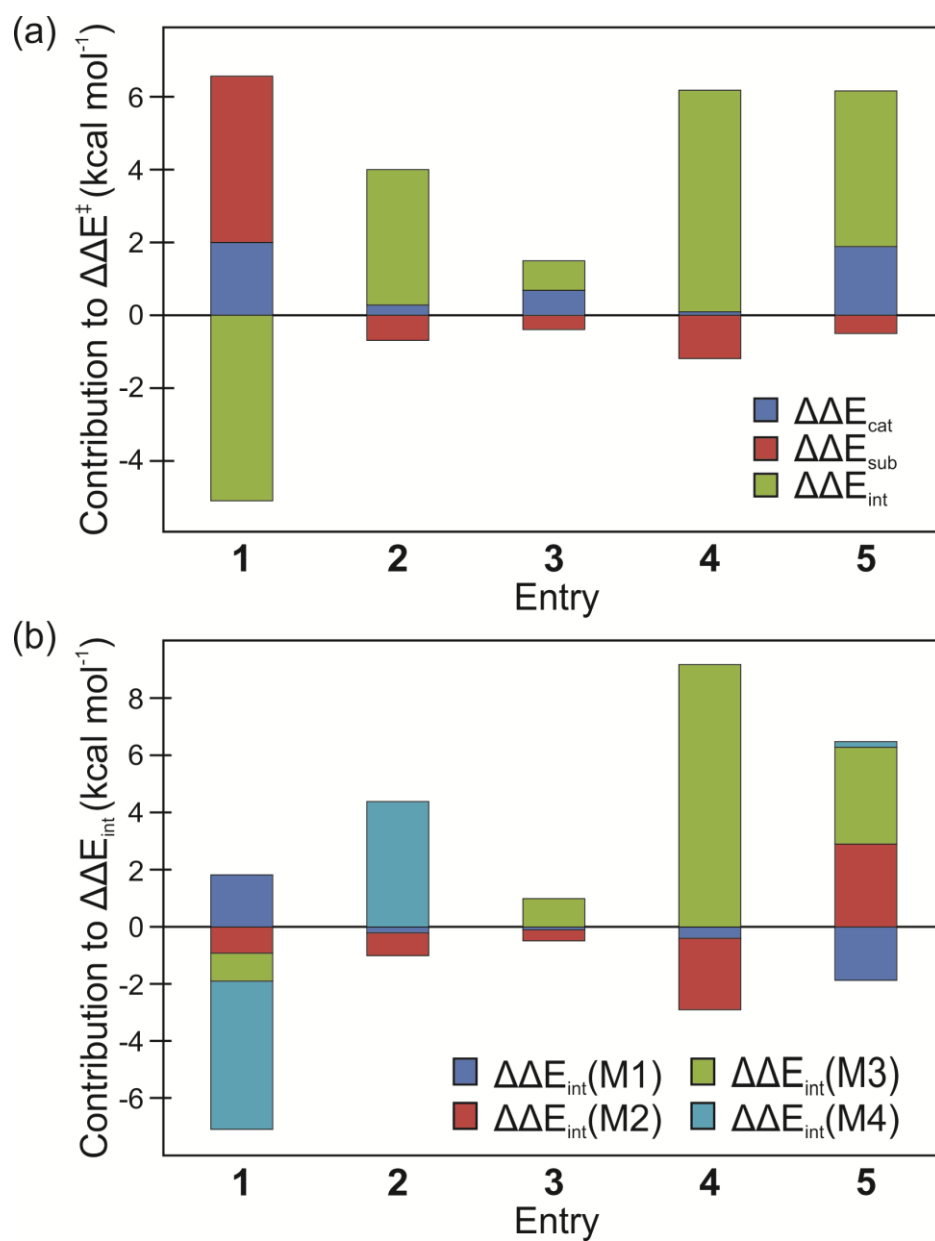 (a)
Contribution to ΔΔE‡ (kcal mol-1)
6
4
2
0
-2
-4
ΔΔEcat
ΔΔEsub
ΔΔEint
1 2 3 4 5
Entry
(b)
Contribution to ΔΔEint (kcal mol-1)
8
6
4
2
0
-2
-4
-6
ΔΔEint(M1) ΔΔEint(M3)
ΔΔEint(M2) ΔΔEint(M4)
1 2 3 4 5
Entry